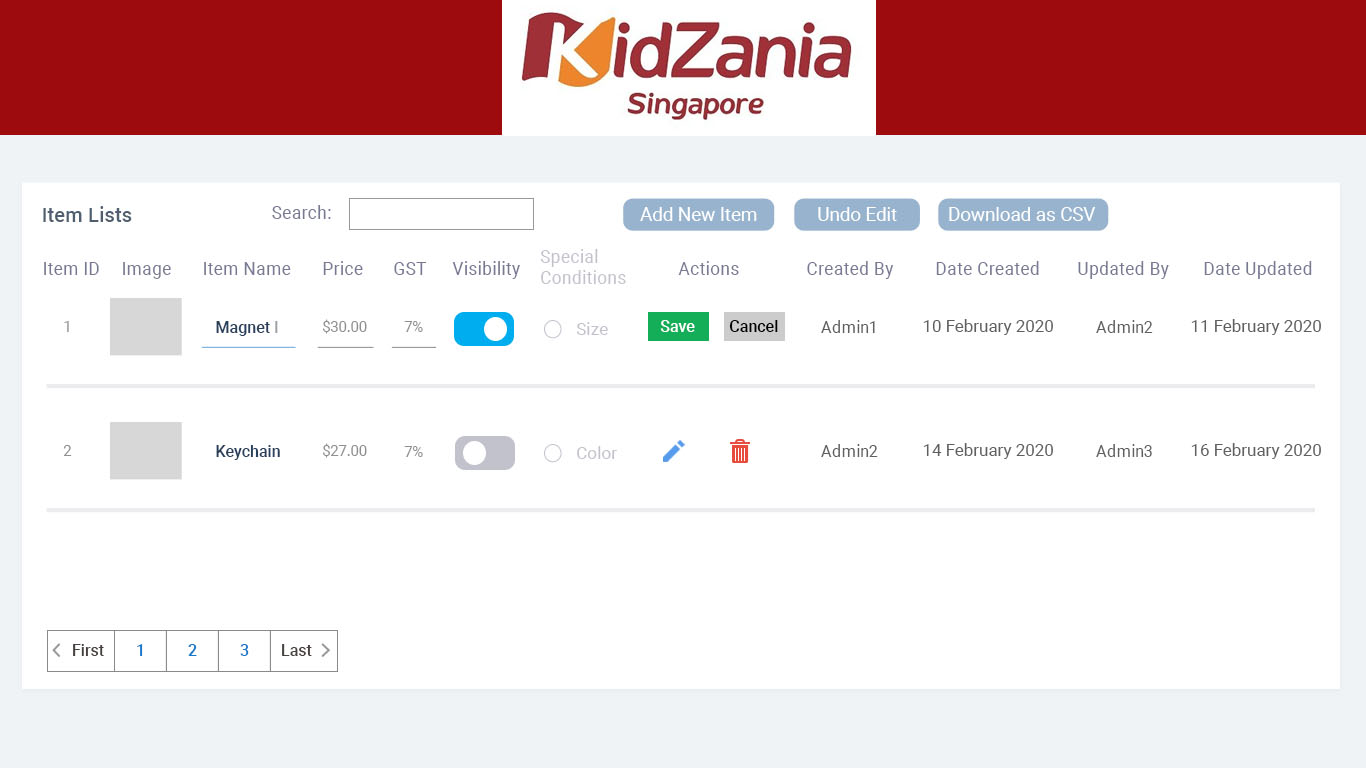 KidZania
Singapore
Item Lists
Search:
Add New Item
Undo Edit
Download as CSV
Item ID
Image
Item Name
Price
GST
Visibility
Special
Conditions
Actions
Created By
Date Created
Updated By
Date Updated
1
Magnet
$30.00
7%
Size
Save
Cancel
Admin1
10 February 2020
Admin2
11 February 2020
2
Keychain
$27.00
7%
Color
Admin2
14 February 2020
Admin3
16 February 2020
First
1
2
3
Last